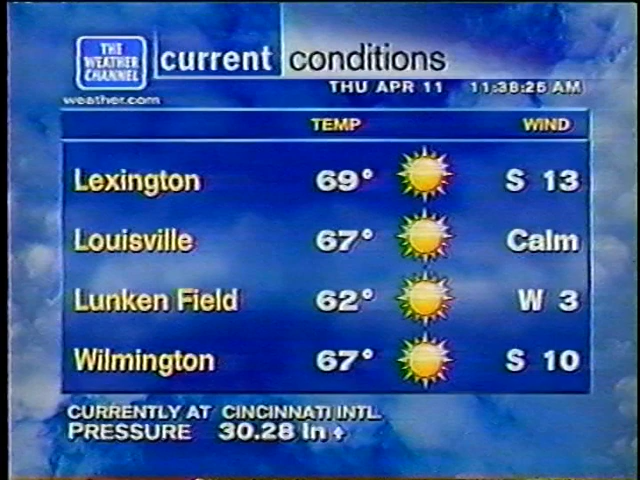 THE
WEATHER
CHANNEL
current conditions
weather.com
THU APR 11 11:38:26 AM
TEMP WIND
Lexington 69° S 13
Louisville 67° Calm
Lunken Field 62° W 3
Wilmington 67° S 10
CURRENTLY AT CINCINNATI INTL.
PRESSURE 30.28 In